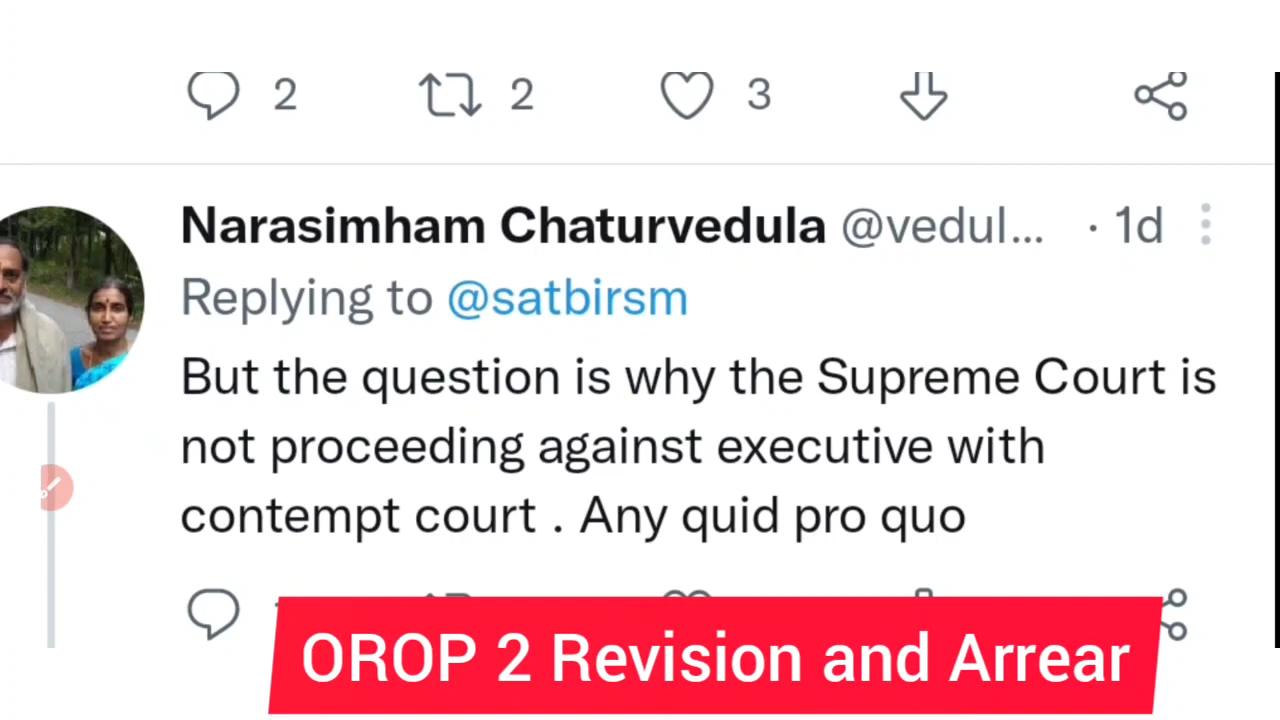 2 2 3
Narasimham Chaturvedula @vedul... · 1d
Replying to @satbirsm
But the question is why the Supreme Court is
not proceeding against executive with
contempt court . Any quid pro quo
OROP 2 Revision and Arrear